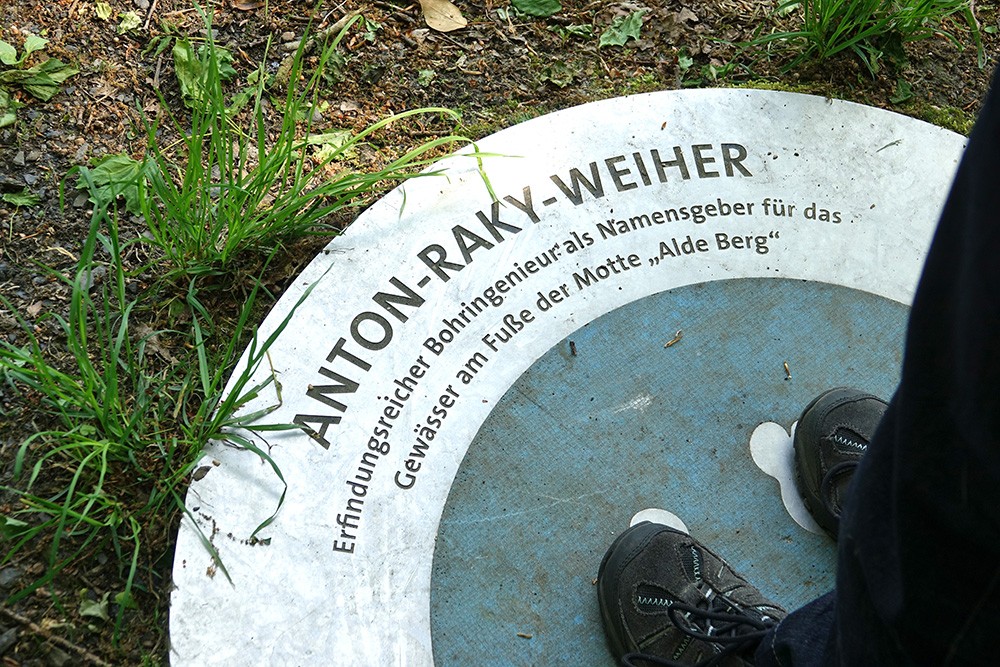 ANTON-RAKY-WEIHER
Erfindungsreicher Bohringenieur als Namensgeber für das
Gewässer am Fuße der Motte „Alde Berg“